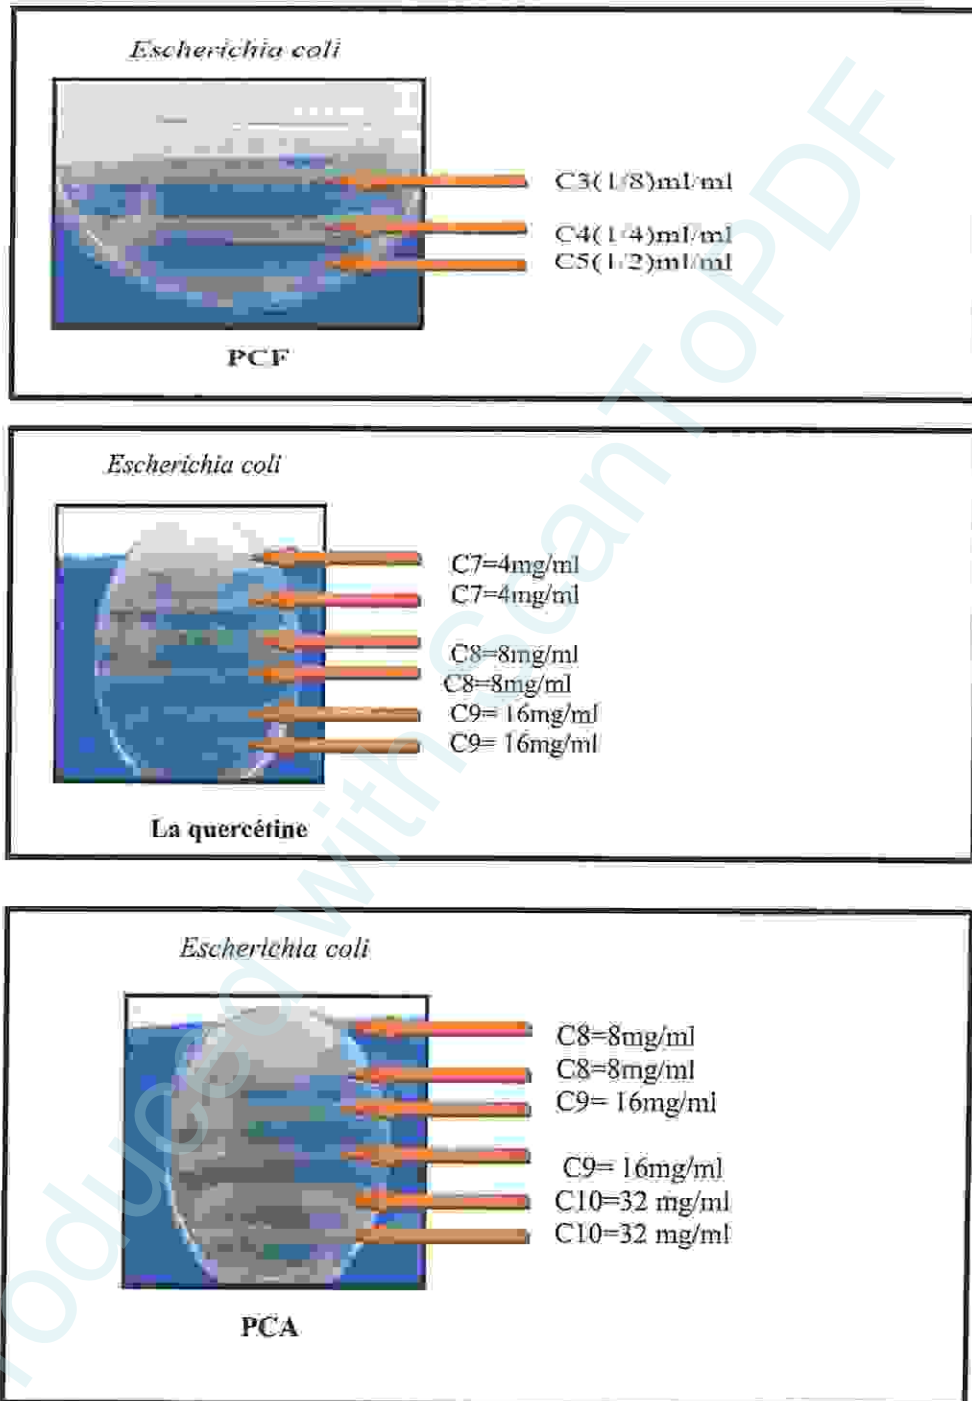 Escherichia coli
C3(1/8)ml/ml
C4(1/4)ml/ml
C5(1/2)ml/ml
PCF
Escherichia coli
C7=4mg/ml
C7=4mg/ml
C8=8mg/ml
C8=8mg/ml
C9= 16mg/ml
C9= 16mg/ml
La quercétine
Escherichia coli
C8=8mg/ml
C8=8mg/ml
C9= 16mg/ml
C9= 16mg/ml
C10=32 mg/ml
C10=32 mg/ml
PCA
oduced with ScanToPDF